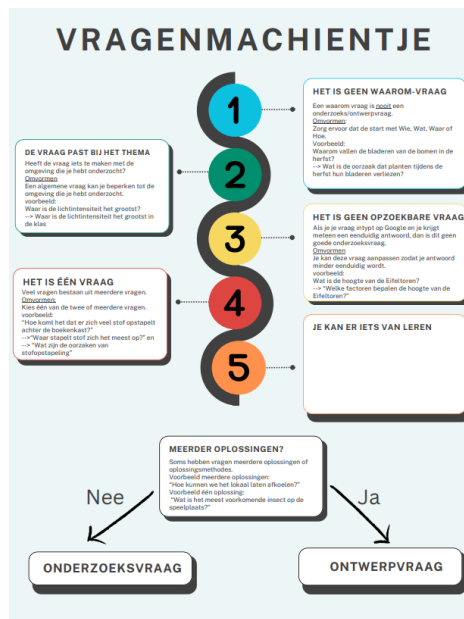 VRAGENMACHIENTJE
1
HET IS GEEN WAAROM-VRAAG
Een waarom vraag is nooit een
onderzoeks/ontwerpvraag.
Omvormen:
Zorg ervoor dat de start met Wie, Wat, Waar of
Hoe.
Voorbeeld:
Waarom vallen de bladeren van de bomen in de
herfst?
--> Wat is de oorzaak dat planten tijdens de
herfst hun bladeren verliezen?
2
DE VRAAG PAST BIJ HET THEMA
Heeft de vraag iets te maken met de
omgeving die je hebt onderzocht?
Omvormen
Een algemene vraag kan je beperken tot de
omgeving die je hebt onderzocht.
voorbeeld:
Waar is de lichtintensiteit het grootst?
--> Waar is de lichtintensiteit het grootst in
de klas
3
HET IS GEEN OPZOEKBARE VRAAG
Als je je vraag intypt op Google en je krijgt
meteen een eenduidig antwoord, dan is dit geen
goede onderzoeksvraag.
Omvormen
Je kan deze vraag aanpassen zodat je antwoord
minder eenduidig wordt.
voorbeeld:
Wat is de hoogte van de Eifeltoren?
--> "Welke factoren bepalen de hoogte van de
Eifeltoren?"
4
HET IS ÉÉN VRAAG
Veel vragen bestaan uit meerdere vragen.
Omvormen:
Kies één van de twee of meerdere vragen.
voorbeeld:
"Hoe komt het dat er zich veel stof opstapelt
achter de boekenkast?"
-->"Waar stapelt stof zich het meest op?" en
--> "Wat zijn de oorzaken van
stofopstapeling"
5
JE KAN ER IETS VAN LEREN
MEERDER OPLOSSINGEN?
Soms hebben vragen meerdere oplossingen of
oplossingsmethodes.
Voorbeeld meerdere oplossingen:
"Hoe kunnen we het lokaal laten afkoelen?"
Voorbeeld één oplossing:
"Wat is het meest voorkomende insect op de
speelplaats?"
Nee
Ja
ONDERZOEKSVRAAG
ONTWERPVRAAG